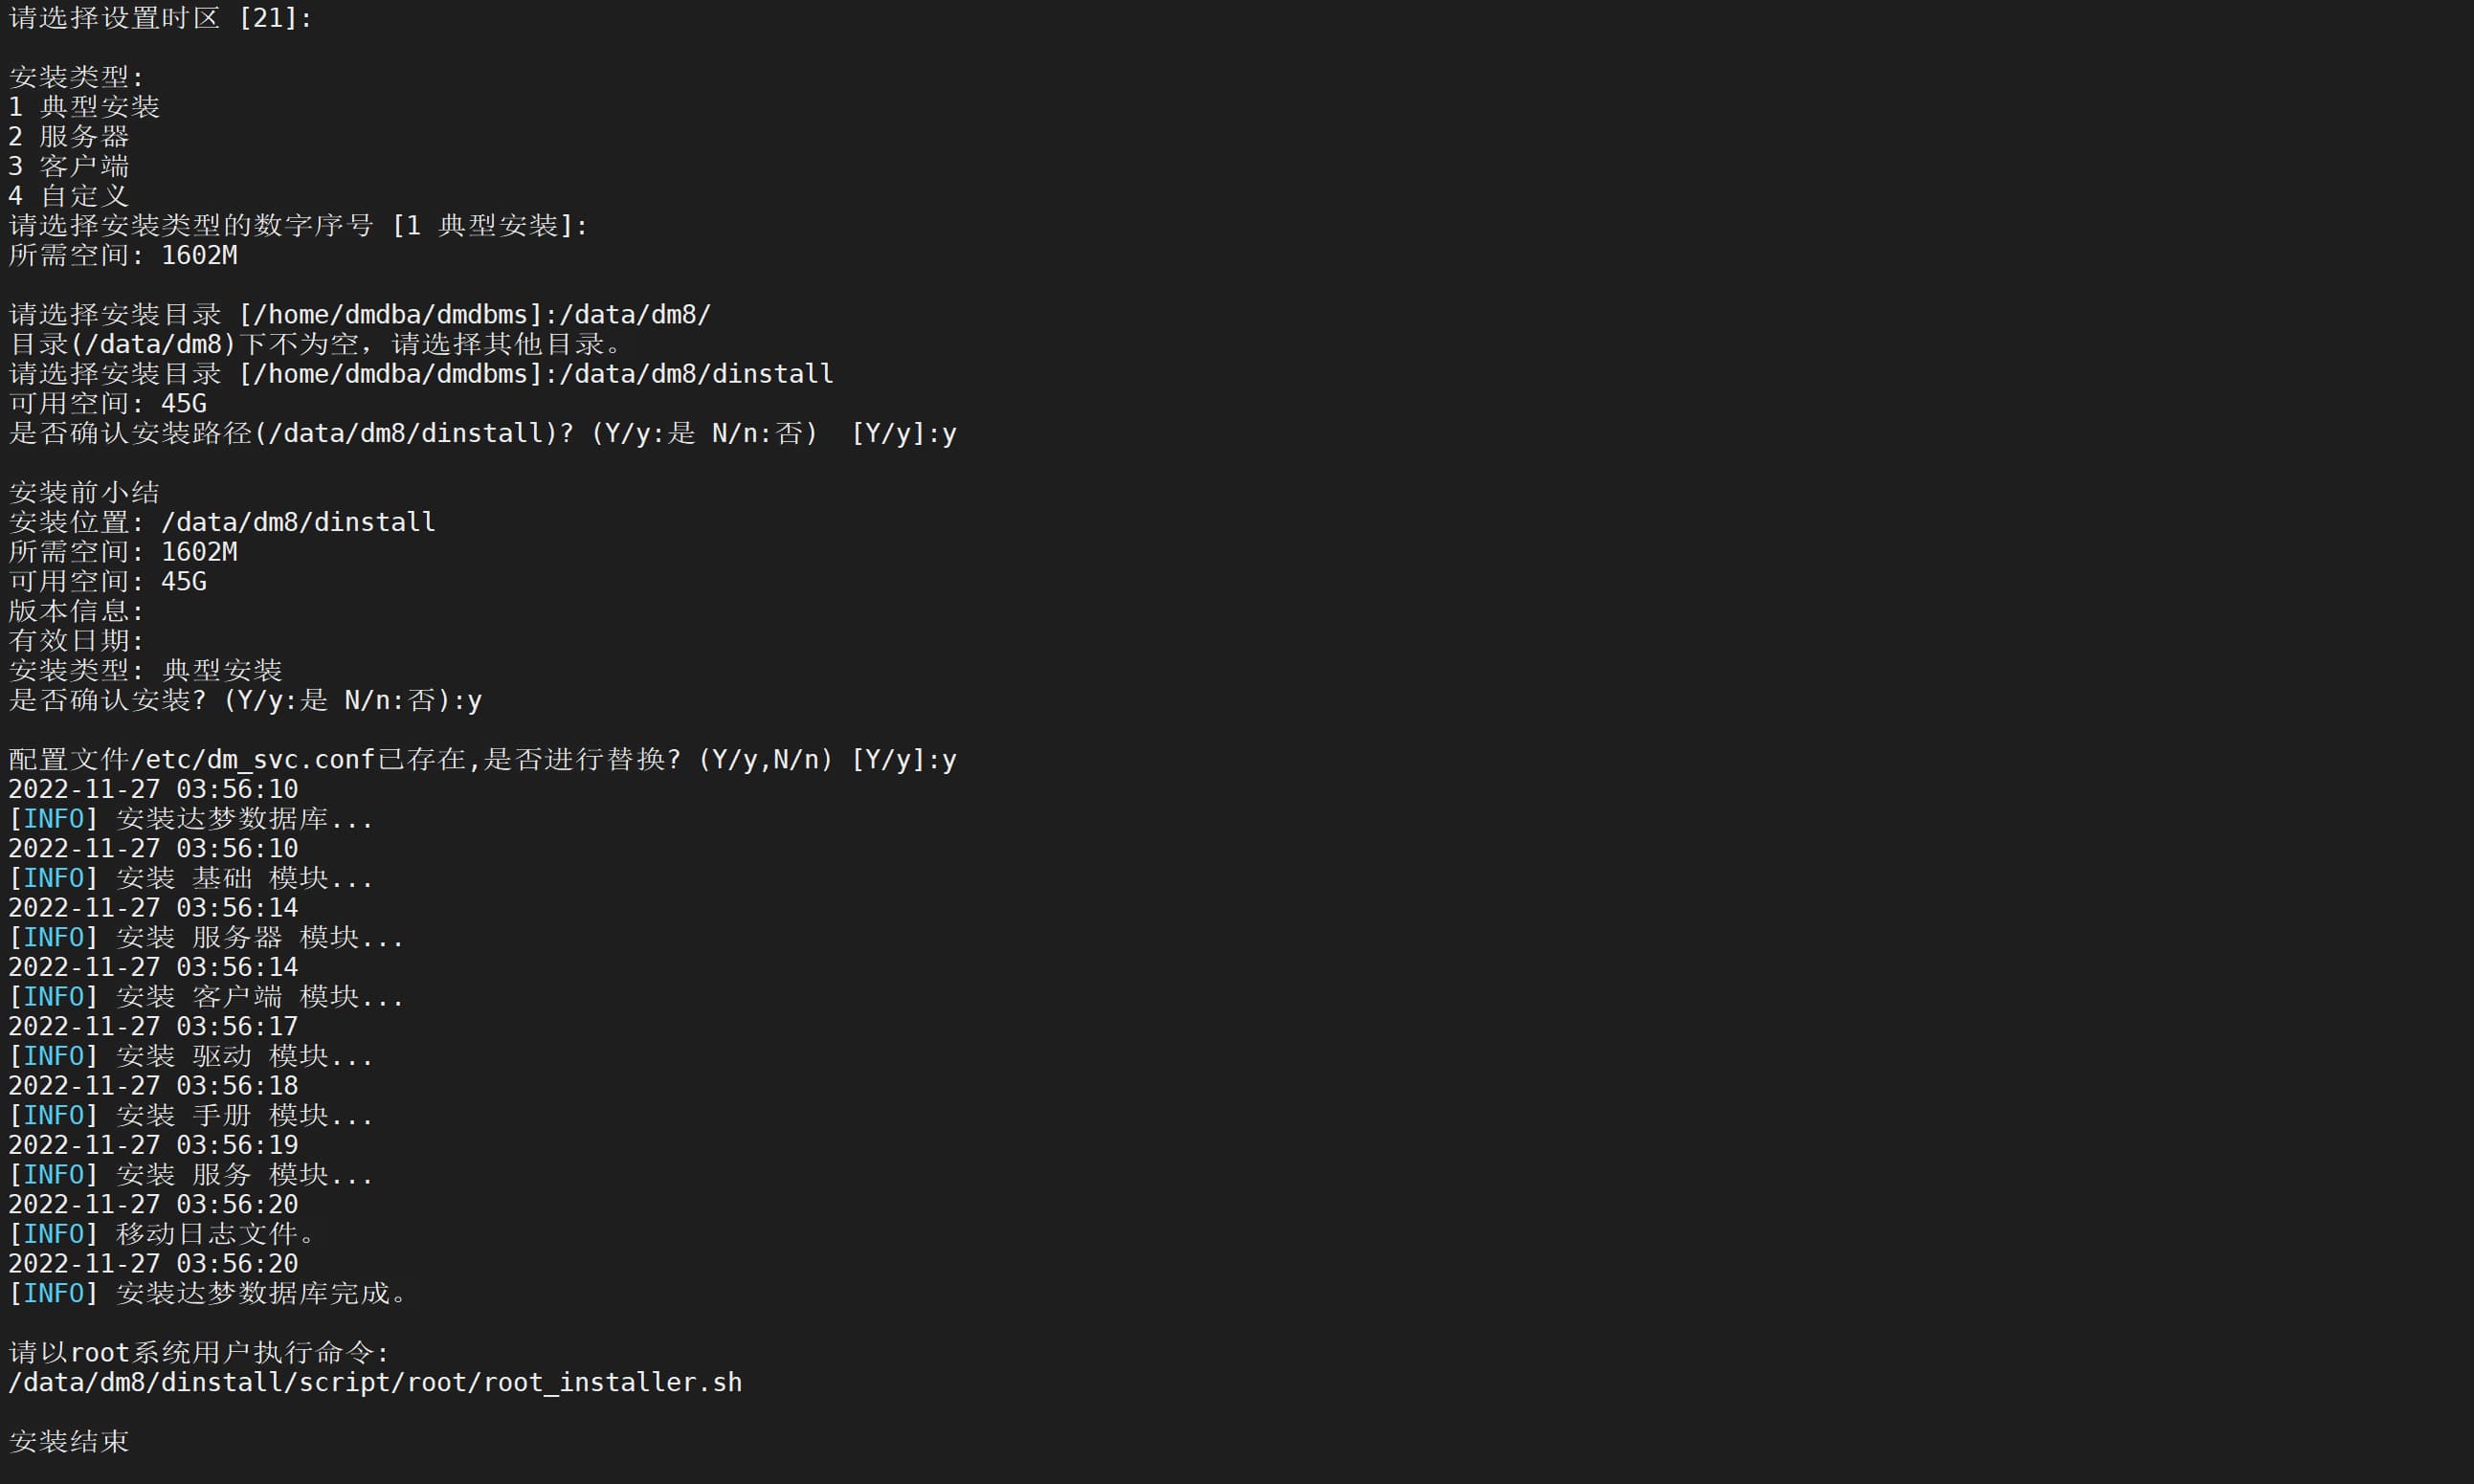 请选择设置时区 [21]:
安装类型:
1 典型安装
2 服务器
3 客户端
4 自定义
请选择安装类型的数字序号 [1 典型安装]:
所需空间: 1602M
请选择安装目录 [/home/dmdba/dmdbms]:/data/dm8/
目录(/data/dm8)下不为空，请选择其他目录。
请选择安装目录 [/home/dmdba/dmdbms]:/data/dm8/dinstall
可用空间: 45G
是否确认安装路径(/data/dm8/dinstall)? (Y/y:是 N/n:否)  [Y/y]:y
安装前小结
安装位置: /data/dm8/dinstall
所需空间: 1602M
可用空间: 45G
版本信息:
有效日期:
安装类型: 典型安装
是否确认安装? (Y/y:是 N/n:否):y
配置文件/etc/dm_svc.conf已存在,是否进行替换? (Y/y,N/n) [Y/y]:y
2022-11-27 03:56:10
[INFO] 安装达梦数据库...
2022-11-27 03:56:10
[INFO] 安装 基础 模块...
2022-11-27 03:56:14
[INFO] 安装 服务器 模块...
2022-11-27 03:56:14
[INFO] 安装 客户端 模块...
2022-11-27 03:56:17
[INFO] 安装 驱动 模块...
2022-11-27 03:56:18
[INFO] 安装 手册 模块...
2022-11-27 03:56:19
[INFO] 安装 服务 模块...
2022-11-27 03:56:20
[INFO] 移动日志文件。
2022-11-27 03:56:20
[INFO] 安装达梦数据库完成。
请以root系统用户执行命令:
/data/dm8/dinstall/script/root/root_installer.sh
安装结束